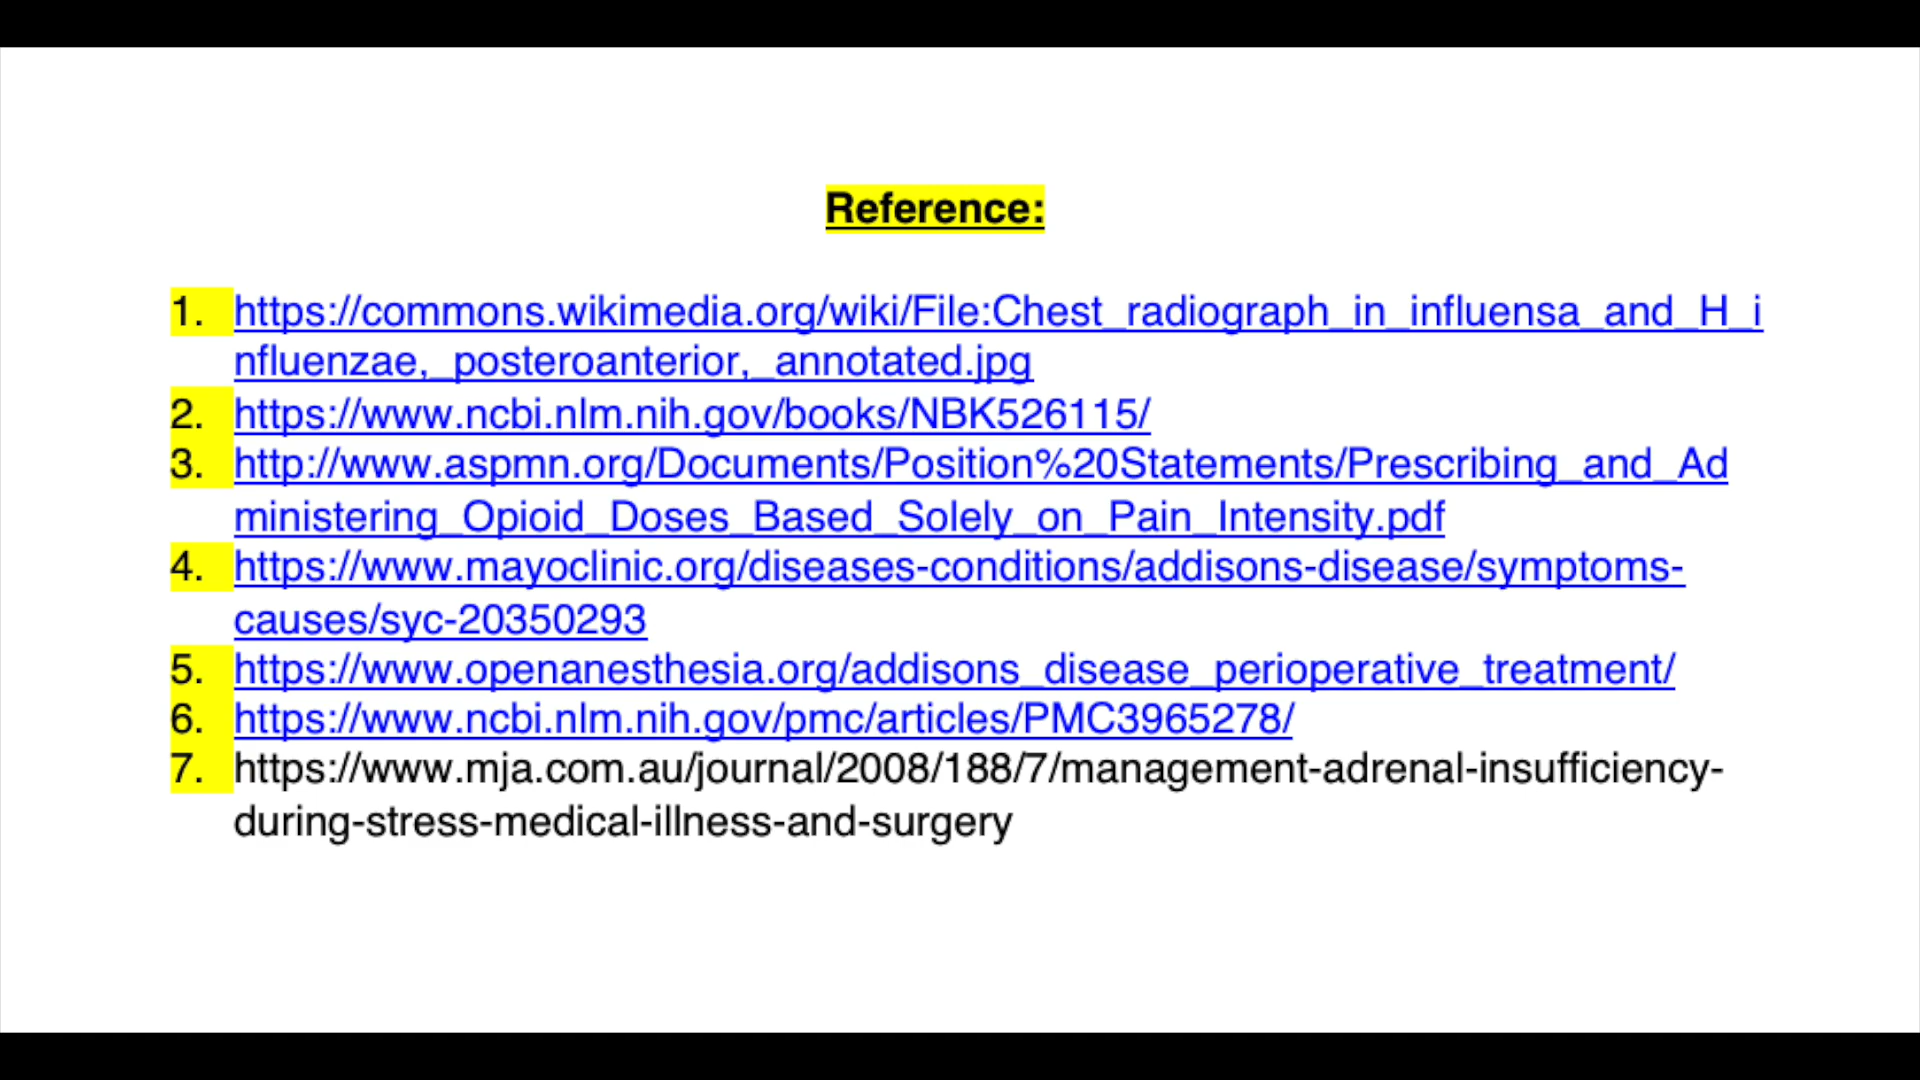 Reference:
1. https://commons.wikimedia.org/wiki/File:Chest_radiograph_in_influensa_and_H_i
nfluenzae,_posteroanterior,_annotated.jpg
2. https://www.ncbi.nlm.nih.gov/books/NBK526115/
3. http://www.aspmn.org/Documents/Position%20Statements/Prescribing_and_Ad
ministering_Opioid_Doses_Based_Solely_on_Pain_Intensity.pdf
4. https://www.mayoclinic.org/diseases-conditions/addisons-disease/symptoms-
causes/syc-20350293
5. https://www.openanesthesia.org/addisons_disease_perioperative_treatment/
6. https://www.ncbi.nlm.nih.gov/pmc/articles/PMC3965278/
7. https://www.mja.com.au/journal/2008/188/7/management-adrenal-insufficiency-
during-stress-medical-illness-and-surgery